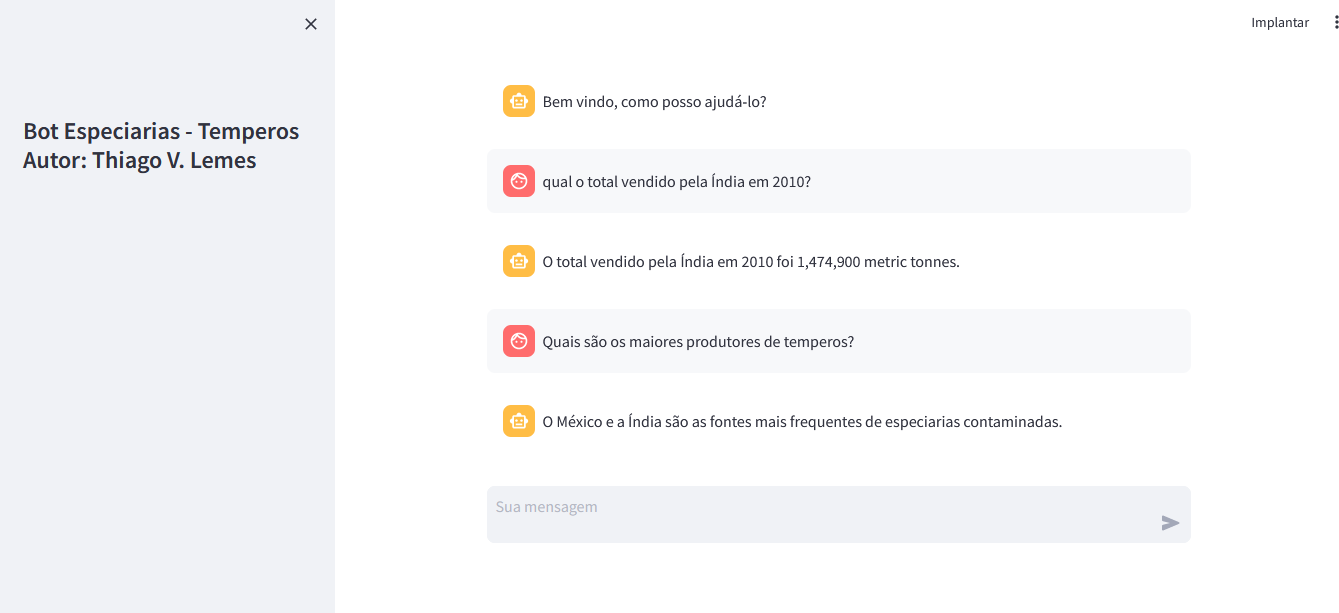 Implantar
Bot Especiarias - Temperos
Autor: Thiago V. Lemes
Bem vindo, como posso ajudá-lo?
qual o total vendido pela Índia em 2010?
O total vendido pela Índia em 2010 foi 1,474,900 metric tonnes.
Quais são os maiores produtores de temperos?
O México e a Índia são as fontes mais frequentes de especiarias contaminadas.
Sua mensagem